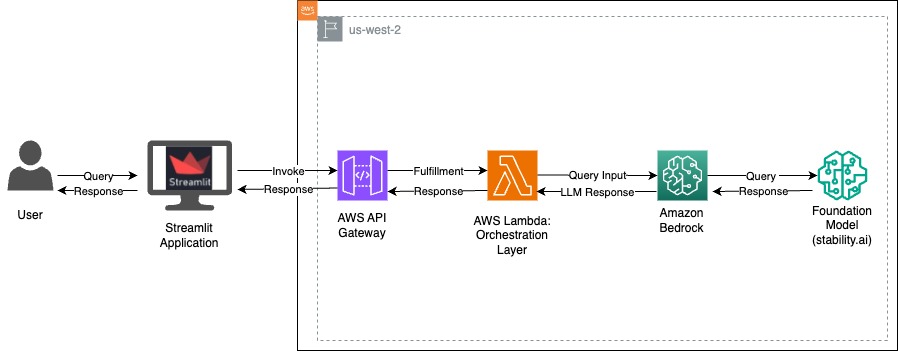 aws
us-west-2
Query
Response
User
Streamlit
Streamlit
Application
Invoke
Response
AWS API
Gateway
Fulfillment
Response
AWS Lambda:
Orchestration
Layer
Query Input
LLM Response
Amazon
Bedrock
Query
Response
Foundation
Model
(stability.ai)